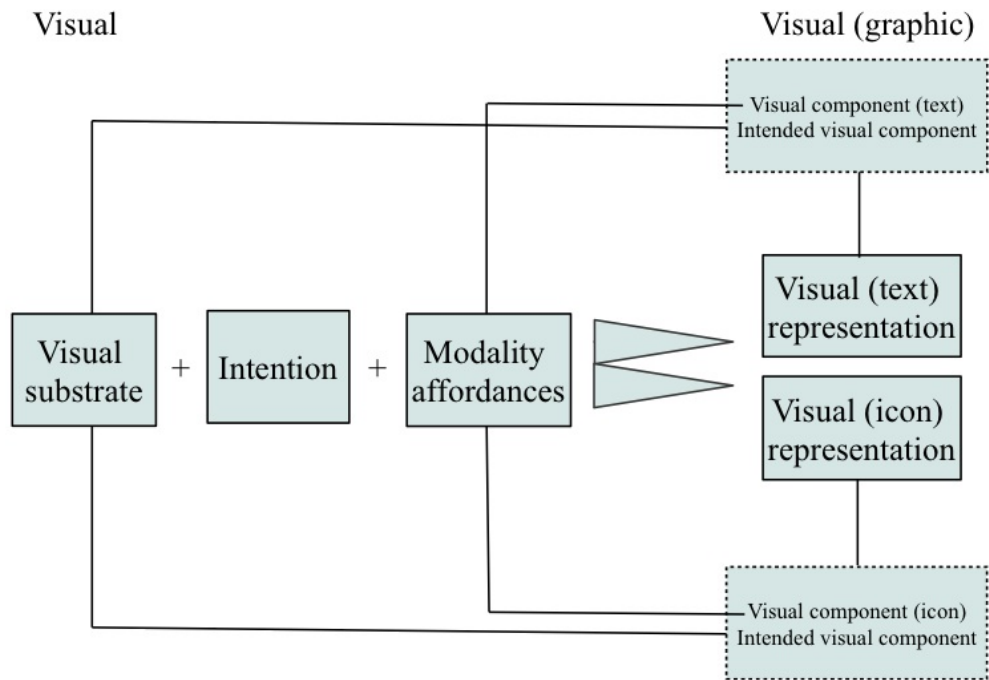 Visual
Visual (graphic)
Visual component (text)
Intended visual component
Visual
substrate
+
Intention
+
Modality
affordances
Visual (text)
representation
Visual (icon)
representation
Visual component (icon)
Intended visual component